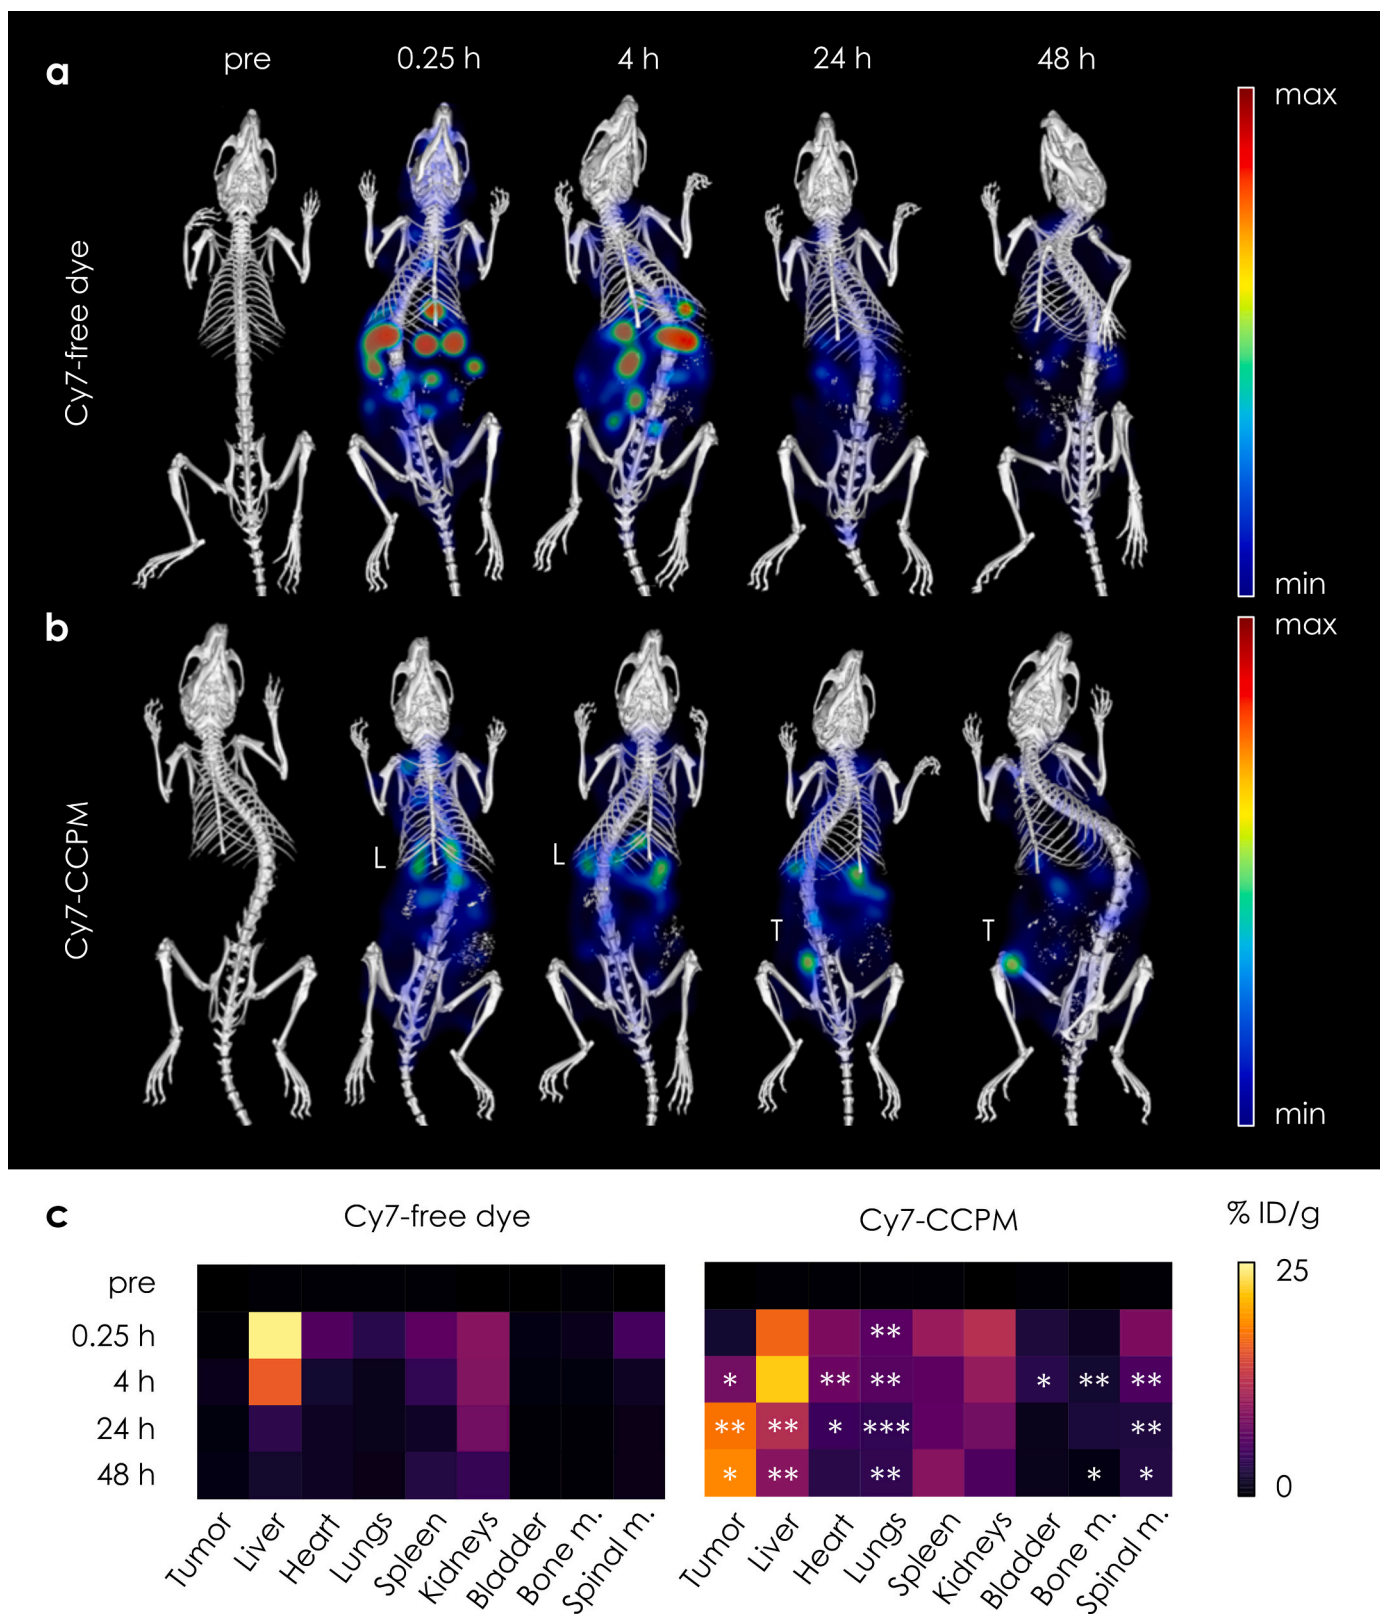 a
pre 0.25 h 4 h 24 h 48 h
max
Cy7-free dye
min
b
max
Cy7-CCPM
L L T T
min
c
Cy7-free dye Cy7-CCPM % ID/g
pre
25
0.25 h **
4 h * ** ** * ** **
24 h ** ** * *** **
48 h * ** ** * *
0
Tumor Liver Heart Lungs Spleen Kidneys Bladder Bone m. Spinal m. Tumor Liver Heart Lungs Spleen Kidneys Bladder Bone m. Spinal m.